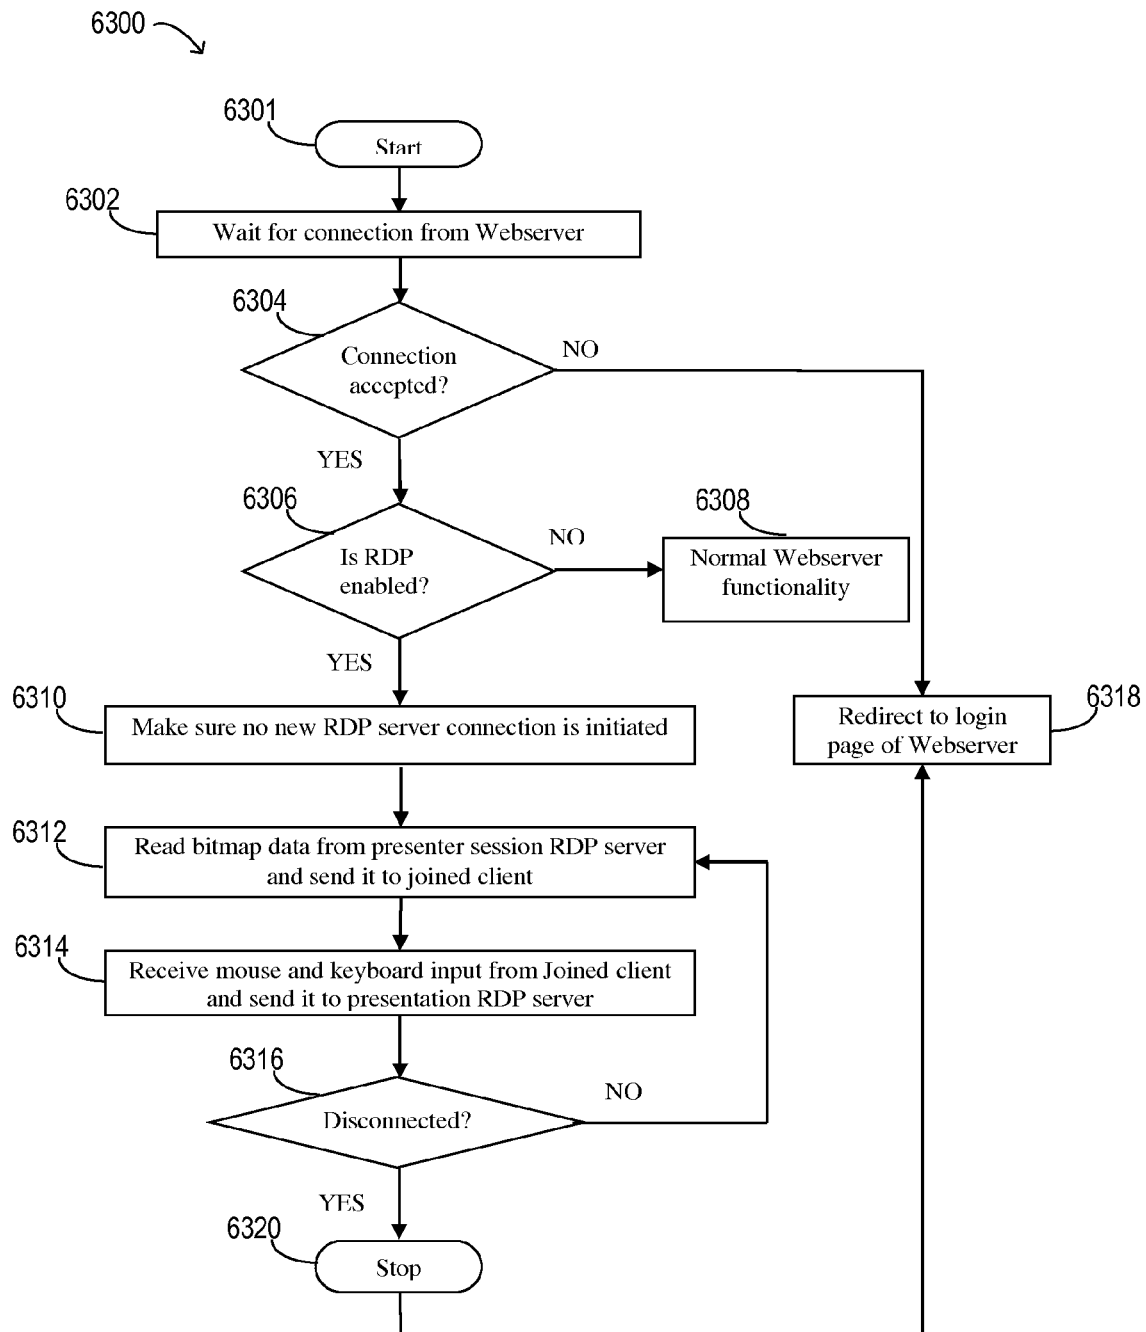 6300
6301
Start
6302
Wait for connection from Webserver
6304
Connection
accepted?
NO
YES
6306
Is RDP
enabled?
NO
6308
Normal Webserver
functionality
YES
6310
Make sure no new RDP server connection is initiated
6318
Redirect to login
page of Webserver
6312
Read bitmap data from presenter session RDP server
and send it to joined client
6314
Receive mouse and keyboard input from Joined client
and send it to presentation RDP server
6316
Disconnected?
NO
YES
6320
Stop